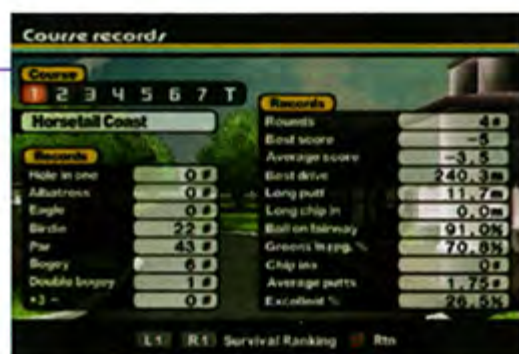 Course records
Course
1 2 3 4 5 6 7 T
Horsetail Coast
Records
Hole in one 0 #
Albatross 0 #
Eagle 0 #
Birdie 22 #
Par 43 #
Bogey 6 #
Double bogey 1 #
+3 ~ 0 #
Records
Rounds 4 #
Best score -5
Average score -3.5
Best drive 240.3m
Long putt 11.7m
Long chip in 0.0m
Ball on fairway 91.0%
Greens in reg. % 70.8%
Chip ins 0 #
Average putts 1.75 #
Excellent % 26.5%
L1 R1 Survival Ranking Rtn